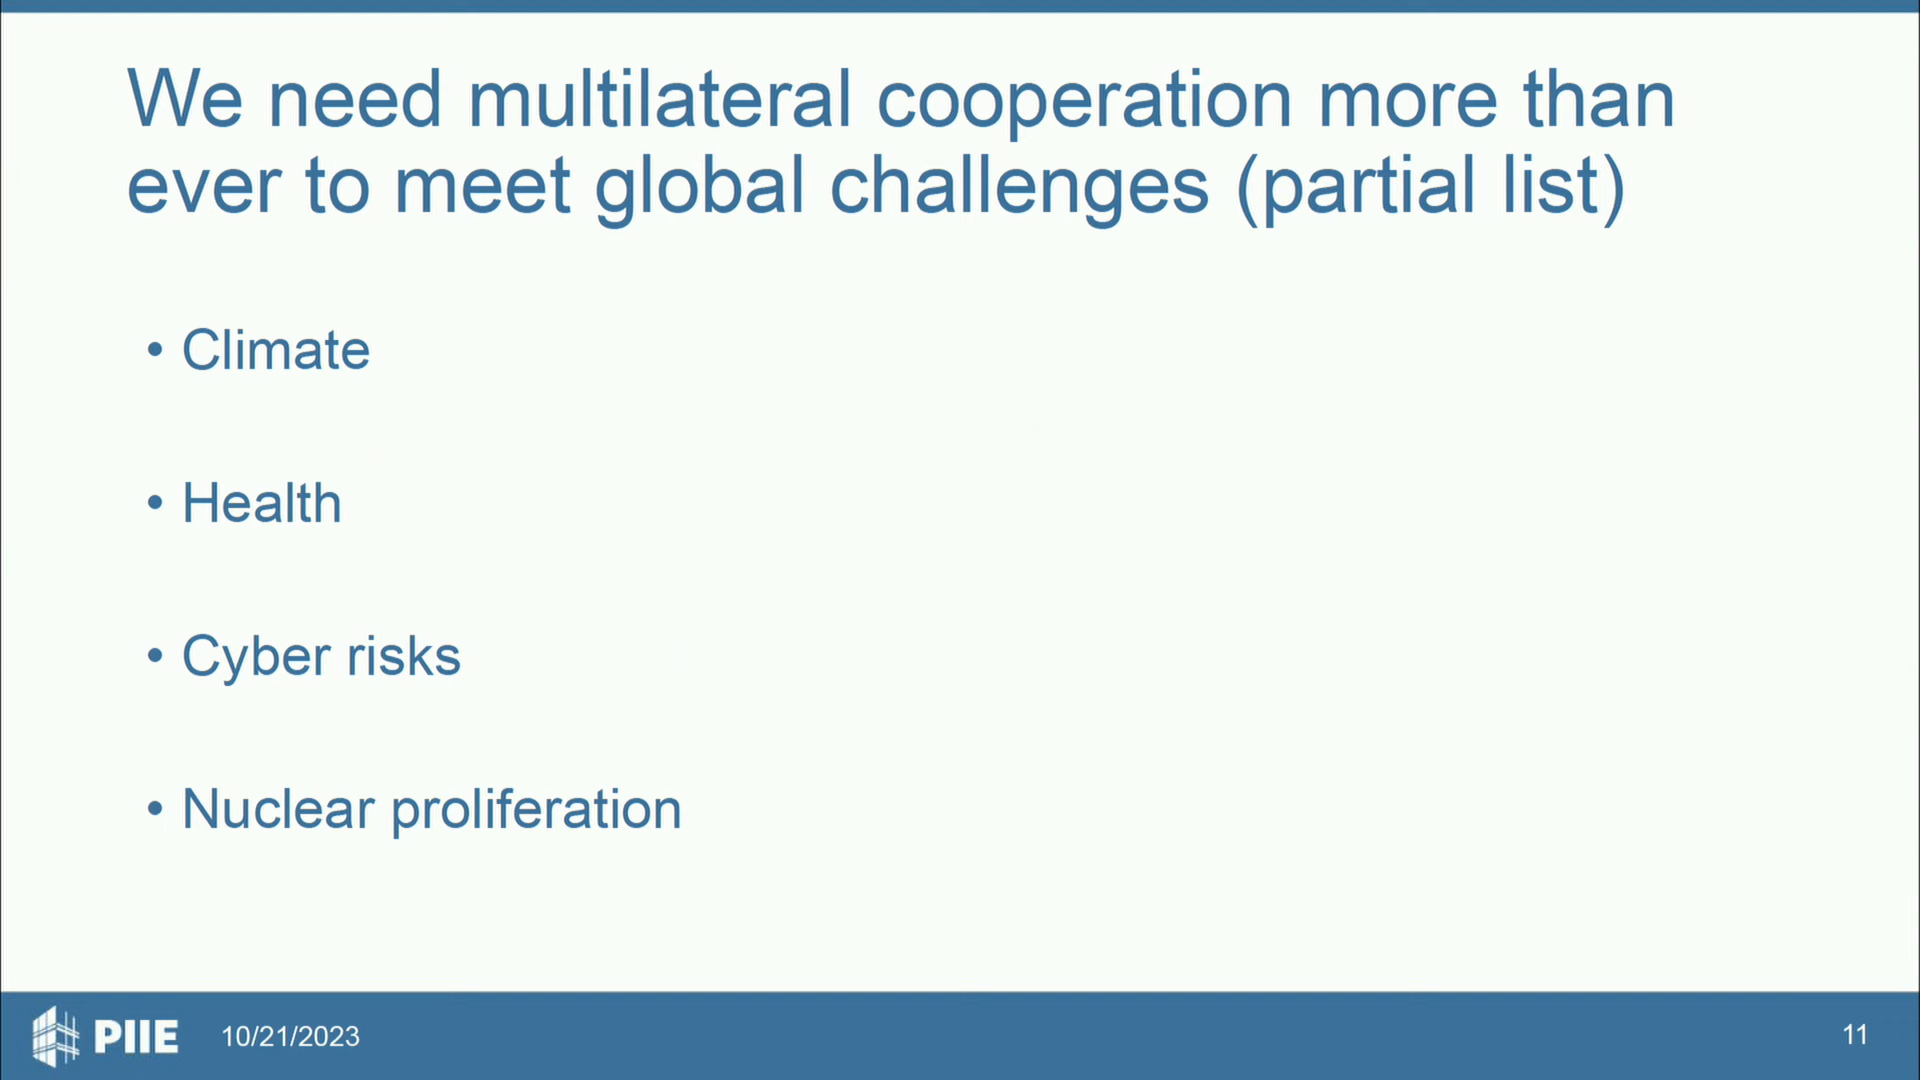 We need multilateral cooperation more than
ever to meet global challenges (partial list)
• Climate
• Health
• Cyber risks
• Nuclear proliferation
PIIE
10/21/2023
11